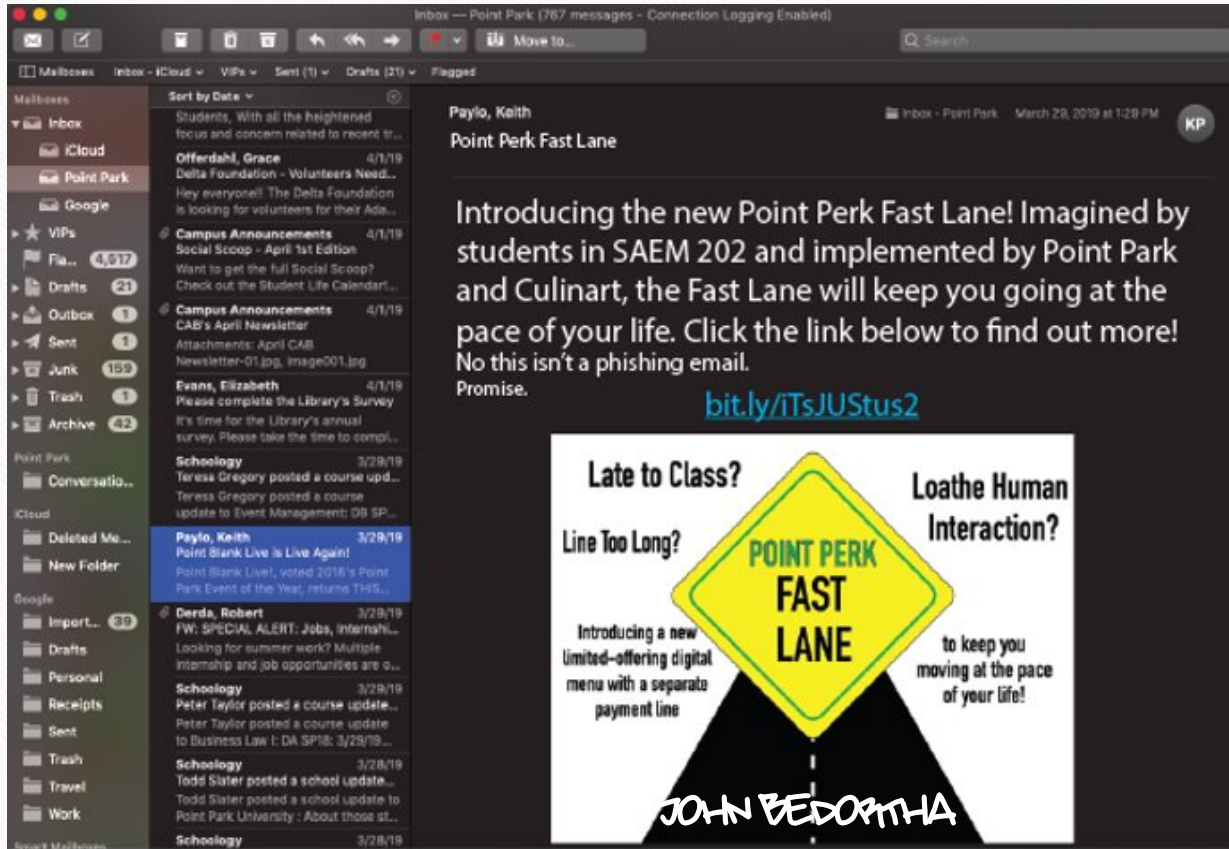 Inbox — Point Park (767 messages - Connection Logging Enabled)
Move to...
Search
Mailboxes
Inbox - iCloud
VIPs
Sent (1)
Drafts (21)
Flagged
Mailboxes
Inbox
iCloud
Point Park
Google
VIPs
Fla... 4,617
Drafts 21
Outbox 1
Sent 1
Junk 159
Trash 1
Archive 42
Point Park
Conversatio...
iCloud
Deleted Me...
New Folder
Google
Import... 39
Drafts
Personal
Receipts
Sent
Trash
Travel
Work
Smart Mailboxes
Sort by Date
Students, With all the heightened
focus and concern related to recent tr...
Offerdahl, Grace 4/1/19
Delta Foundation - Volunteers Need...
Hey everyone!! The Delta Foundation
is looking for volunteers for their Ada...
Campus Announcements 4/1/19
Social Scoop - April 1st Edition
Want to get the full Social Scoop?
Check out the Student Life Calendar!...
Campus Announcements 4/1/19
CAB's April Newsletter
Attachments: April CAB
Newsletter-01.jpg, image001.jpg
Evans, Elizabeth 4/1/19
Please complete the Library's Survey
It's time for the Library's annual
survey. Please take the time to compl...
Schoology 3/29/19
Teresa Gregory posted a course upd...
Teresa Gregory posted a course
update to Event Management: DB SP...
Paylo, Keith 3/29/19
Point Blank Live is Live Again!
Point Blank Live!, voted 2018's Point
Park Event of the Year, returns THIS...
Derda, Robert 3/29/19
FW: SPECIAL ALERT: Jobs, Internshi...
Looking for summer work? Multiple
internship and job opportunities are o...
Schoology 3/29/19
Peter Taylor posted a course update...
Peter Taylor posted a course update
to Business Law I: DA SP18: 3/29/19...
Schoology 3/28/19
Todd Slater posted a school update...
Todd Slater posted a school update to
Point Park University : About those st...
Schoology 3/28/19
Paylo, Keith
Inbox - Point Park March 29, 2019 at 1:29 PM
KP
Point Perk Fast Lane
Introducing the new Point Perk Fast Lane! Imagined by
students in SAEM 202 and implemented by Point Park
and Culinart, the Fast Lane will keep you going at the
pace of your life. Click the link below to find out more!
No this isn't a phishing email.
Promise.
bit.ly/iTsJUStus2
Late to Class?
Loathe Human
Interaction?
Line Too Long?
POINT PERK
FAST
LANE
Introducing a new
limited-offering digital
menu with a separate
payment line
to keep you
moving at the pace
of your life!
JOHN BEDORTHA